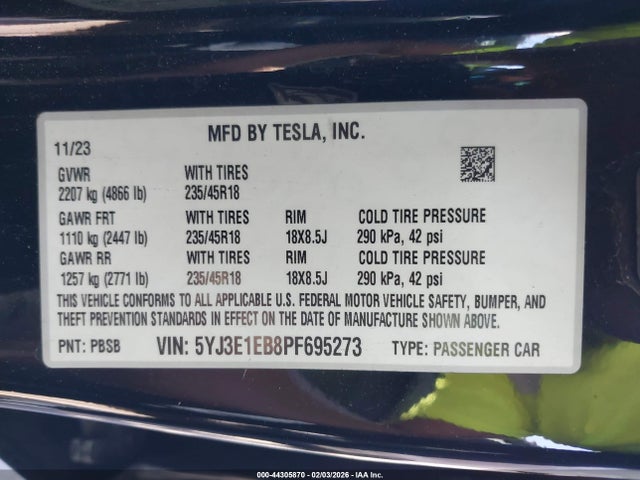 MFD BY TESLA, INC.
11/23
GVWR WITH TIRES
2207 kg (4866 lb) 235/45R18
GAWR FRT WITH TIRES RIM COLD TIRE PRESSURE
1110 kg (2447 lb) 235/45R18 18X8.5J 290 kPa, 42 psi
GAWR RR WITH TIRES RIM COLD TIRE PRESSURE
1257 kg (2771 lb) 235/45R18 18X8.5J 290 kPa, 42 psi
THIS VEHICLE CONFORMS TO ALL APPLICABLE U.S. FEDERAL MOTOR VEHICLE SAFETY, BUMPER, AND
THEFT PREVENTION STANDARDS IN EFFECT ON THE DATE OF MANUFACTURE SHOWN ABOVE.
PNT: PBSB VIN: 5YJ3E1EB8PF695273 TYPE: PASSENGER CAR
000-44305870 - 02/03/2026 - IAA Inc.